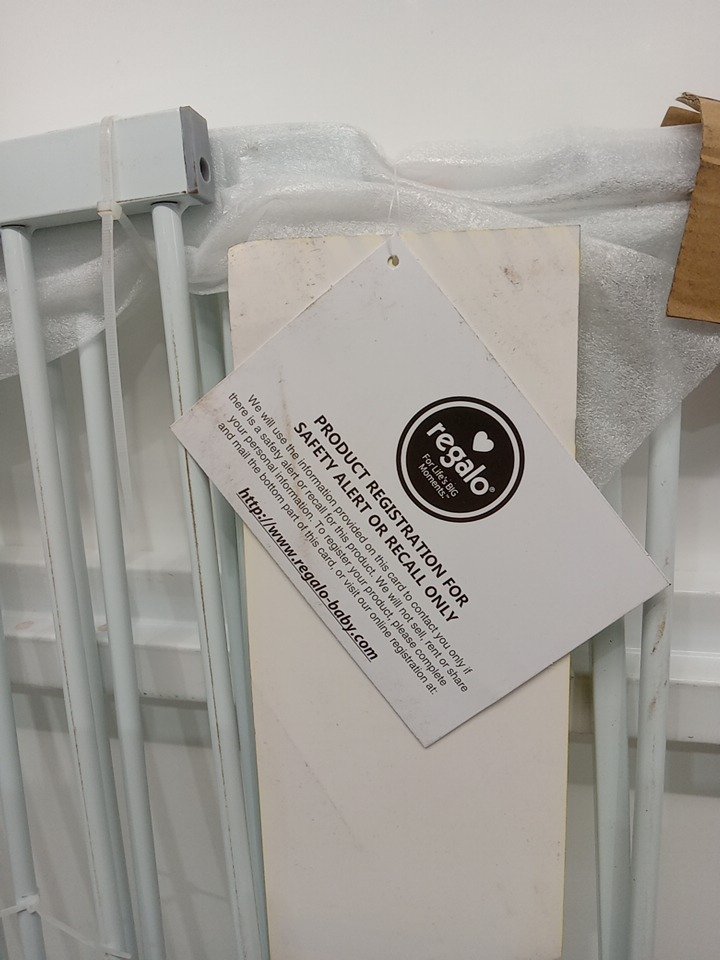 regalo®
For Life's BIG
Moments.™
PRODUCT REGISTRATION FOR
SAFETY ALERT OR RECALL ONLY
We will use the information provided on this card to contact you only if
there is a safety alert or recall for this product. We will not sell, rent or share
your personal information. To register your product, please complete
and mail the bottom part of this card, or visit our online registration at:
http://www.regalo-baby.com